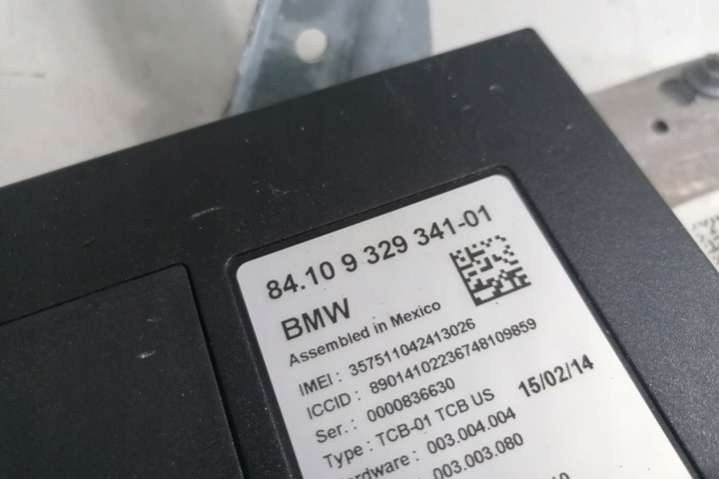 84.10 9 329 341-01
BMW
Assembled in Mexico
IMEI : 357511042413026
ICCID : 89014102236748109859
Ser.: 0000836630
Type : TCB-01 TCB US 15/02/14
ardware : 003.004.004
003.003.080